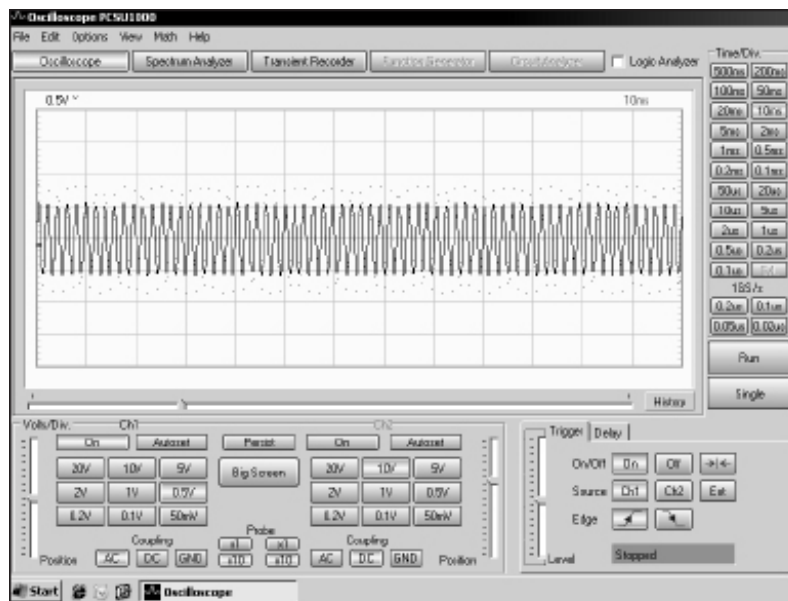 Oscilloscope PCSU1000
File Edit Options View Math Help
Oscilloscope Spectrum Analyzer Transient Recorder Function Generator Circuit Analyzer Logic Analyzer
Time/Div.
500ms 200ms
100ms 50ms
20ms 10ms
5ms 2ms
1ms 0.5ms
0.2ms 0.1ms
50us 20us
10us 5us
2us 1us
0.5us 0.2us
0.1us
1GS/s
0.2us 0.1us
0.05us 0.02us
Run
Single
0.5V ~ 10ms
History
Volts/Div. Ch1 Ch2
On Autoset Persist On Autoset
20V 10V 5V Big Screen 20V 10V 5V
2V 1V 0.5V 2V 1V 0.5V
0.2V 0.1V 50mV 0.2V 0.1V 50mV
Coupling Probe Coupling
x1 x1
Position AC DC GND x10 x10 AC DC GND Position
Trigger Delay
On/Off On Off
Source Ch1 Ch2 Ext
Edge
Level Stopped
Start Oscilloscope